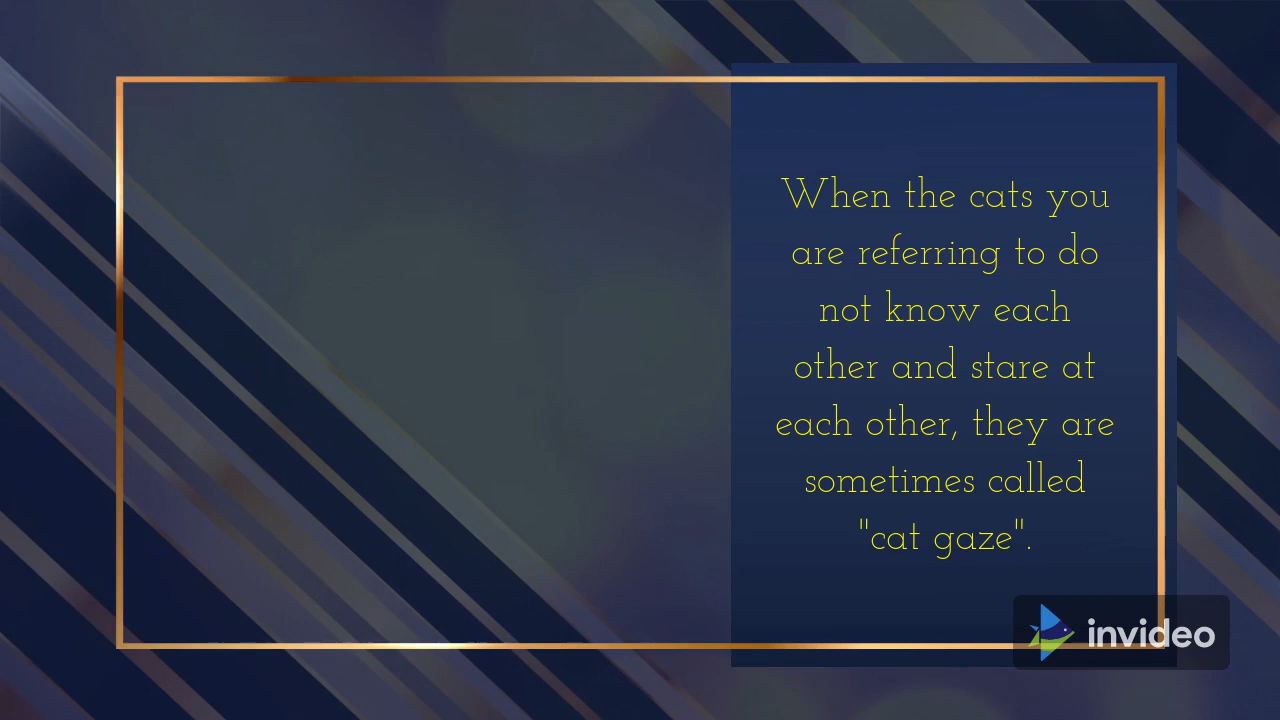 When the cats you
are referring to do
not know each
other and stare at
each other, they are
sometimes called
"cat gaze".
invideo